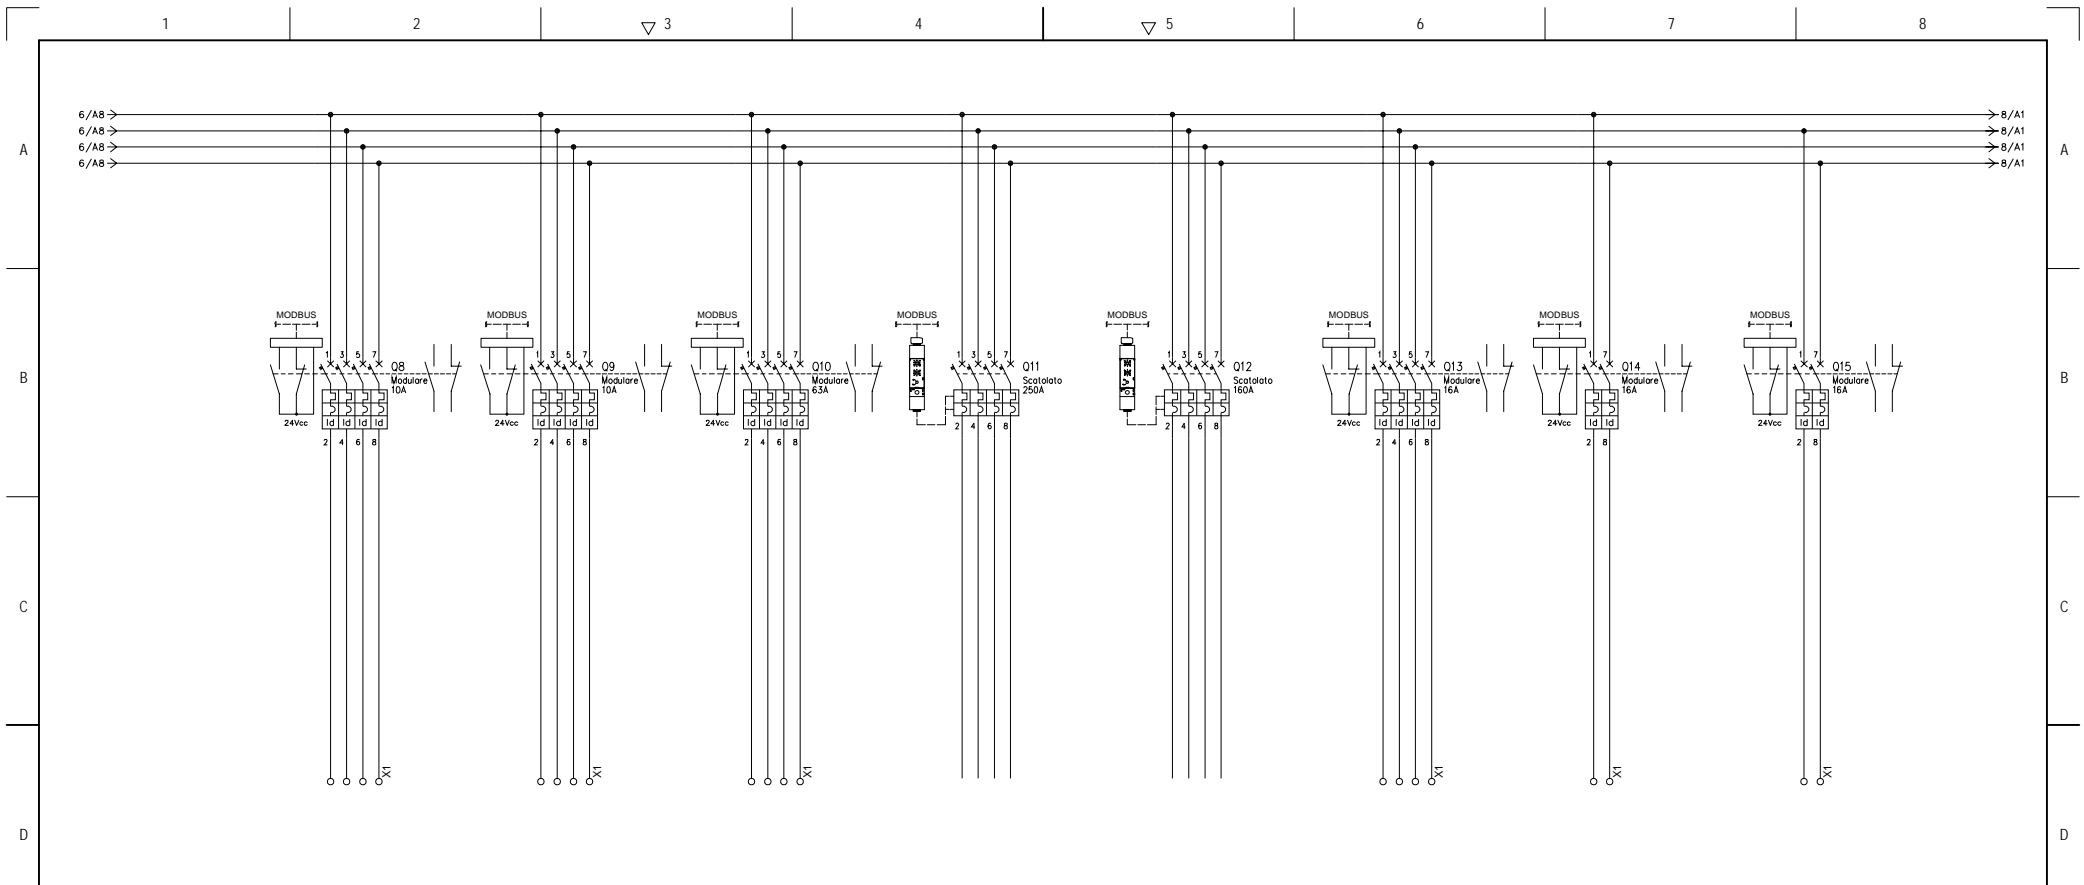 1 2 3 4 5 6 7 8
6/A8 8/A1
6/A8 8/A1
6/A8 8/A1
6/A8 8/A1
A A
MODBUS MODBUS MODBUS MODBUS MODBUS MODBUS MODBUS MODBUS
1 3 5 7 1 3 5 7 1 3 5 7 1 3 5 7 1 3 5 7 1 3 5 7 1 7 1 7
Q8 Q9 Q10 Q11 Q12 Q13 Q14 Q15
Modulare Modulare Modulare Scatolato Scatolato Modulare Modulare Modulare
10A 10A 63A 250A 160A 16A 16A 16A
B B
24Vcc Id Id Id Id 24Vcc Id Id Id Id 24Vcc Id Id Id Id 24Vcc Id Id Id Id 24Vcc Id Id 24Vcc Id Id
2 4 6 8 2 4 6 8 2 4 6 8 2 4 6 8 2 4 6 8 2 4 6 8 2 8 2 8
C C
X1 X1 X1 X1 X1 X1
D D